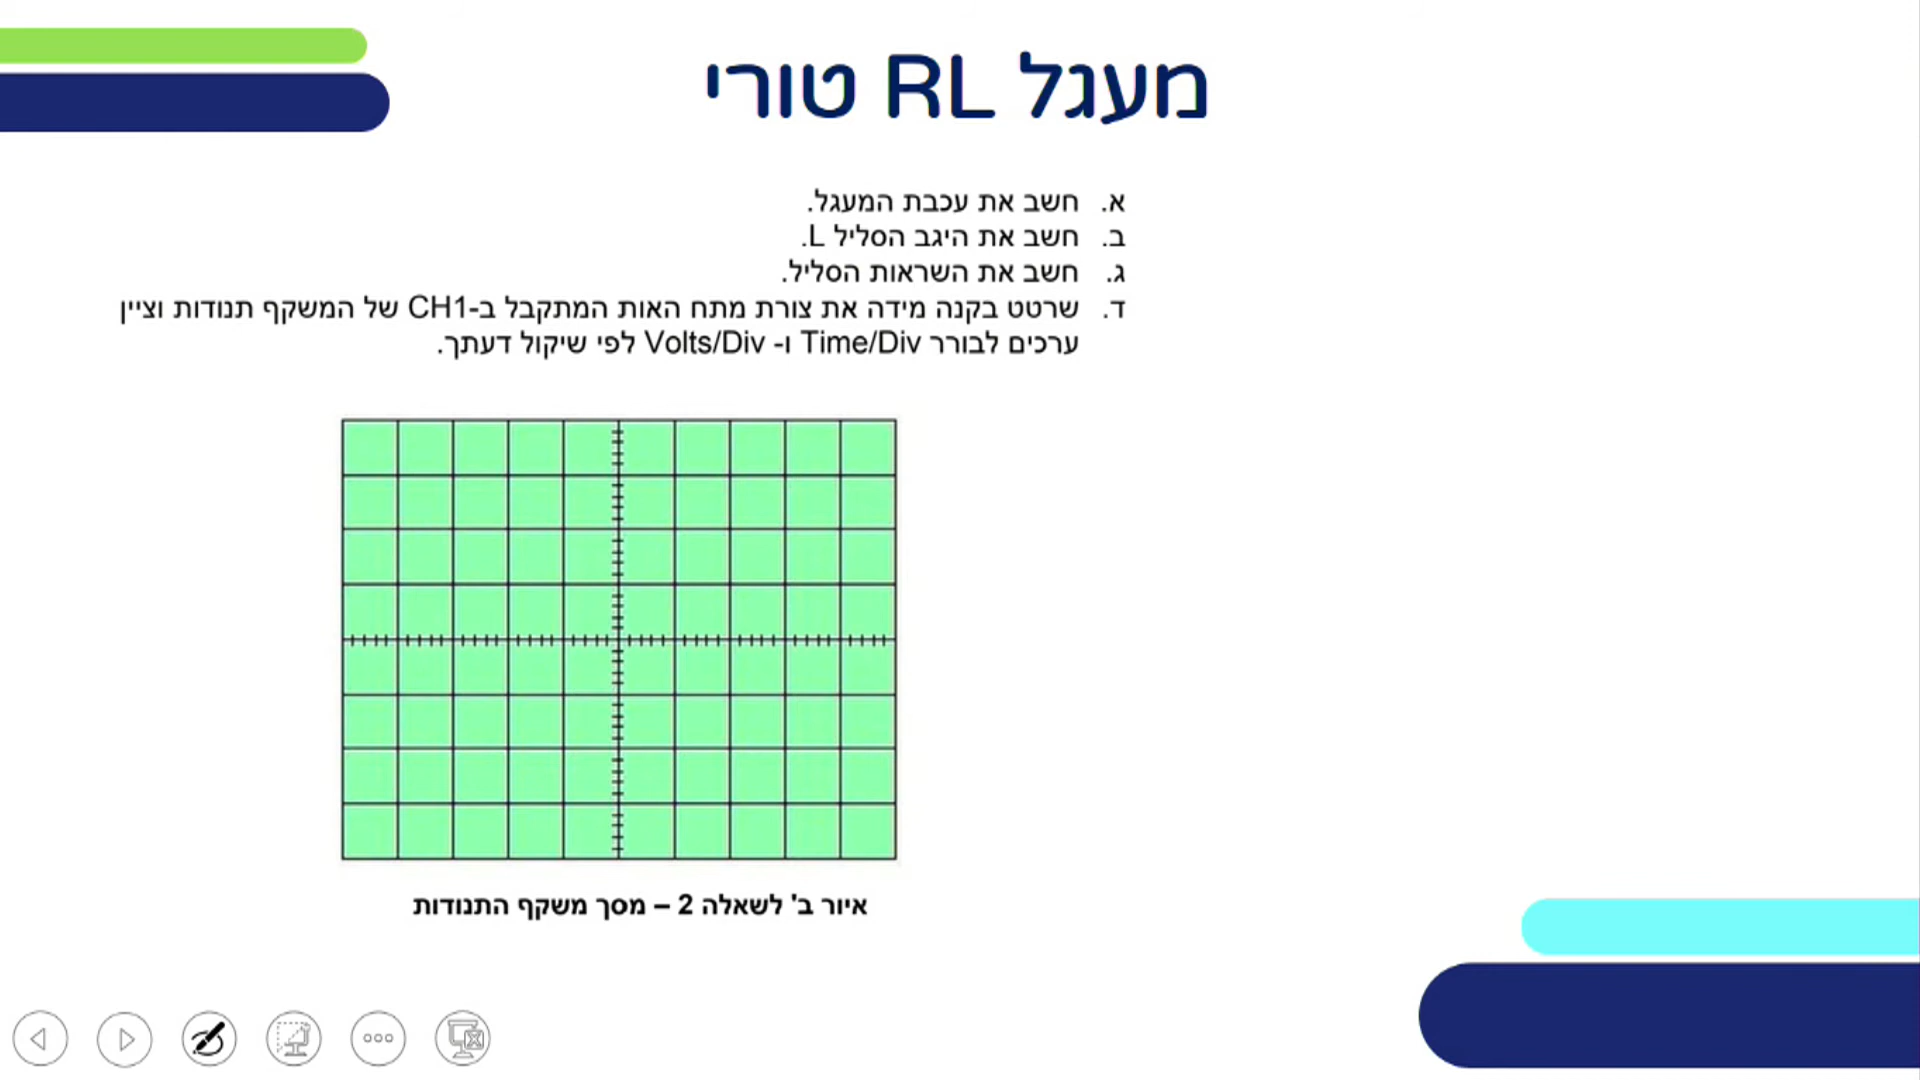 מעגל RL טורי
א. חשב את עכבת המעגל.
ב. חשב את היגב הסליל L.
ג. חשב את השראות הסליל.
ד. שרטט בקנה מידה את צורת מתח האות המתקבל ב-CH1 של המשקף תנודות וציין
ערכים לבורר Time/Div ו- Volts/Div לפי שיקול דעתך.
איור ב' לשאלה 2 – מסך משקף התנודות